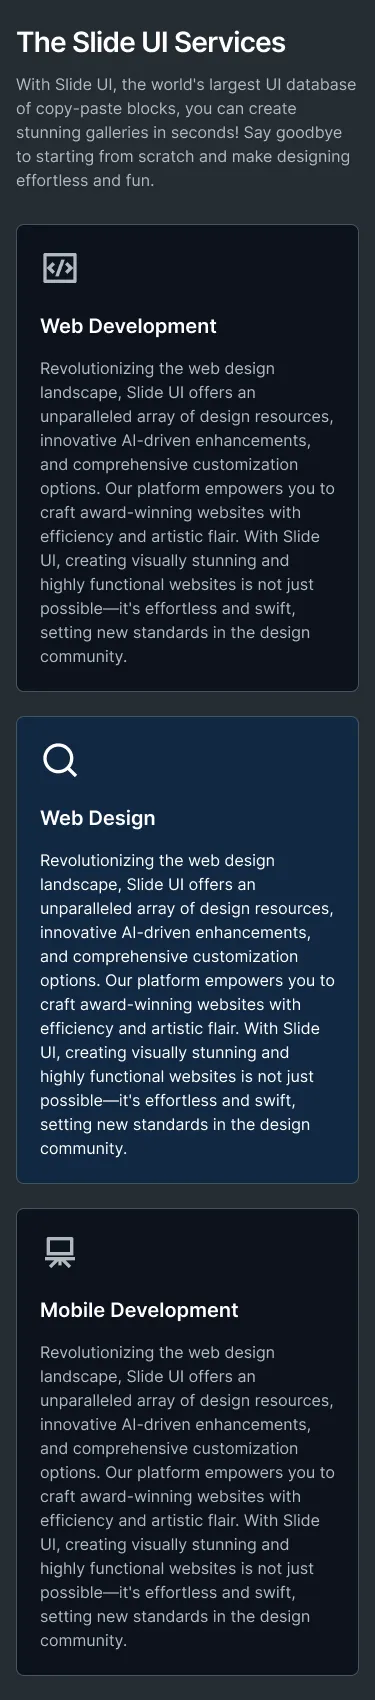 The Slide UI Services
With Slide UI, the world's largest UI database
of copy-paste blocks, you can create
stunning galleries in seconds! Say goodbye
to starting from scratch and make designing
effortless and fun.
Web Development
Revolutionizing the web design
landscape, Slide UI offers an
unparalleled array of design resources,
innovative AI-driven enhancements,
and comprehensive customization
options. Our platform empowers you to
craft award-winning websites with
efficiency and artistic flair. With Slide
UI, creating visually stunning and
highly functional websites is not just
possible—it's effortless and swift,
setting new standards in the design
community.
Web Design
Revolutionizing the web design
landscape, Slide UI offers an
unparalleled array of design resources,
innovative AI-driven enhancements,
and comprehensive customization
options. Our platform empowers you to
craft award-winning websites with
efficiency and artistic flair. With Slide
UI, creating visually stunning and
highly functional websites is not just
possible—it's effortless and swift,
setting new standards in the design
community.
Mobile Development
Revolutionizing the web design
landscape, Slide UI offers an
unparalleled array of design resources,
innovative AI-driven enhancements,
and comprehensive customization
options. Our platform empowers you to
craft award-winning websites with
efficiency and artistic flair. With Slide
UI, creating visually stunning and
highly functional websites is not just
possible—it's effortless and swift,
setting new standards in the design
community.